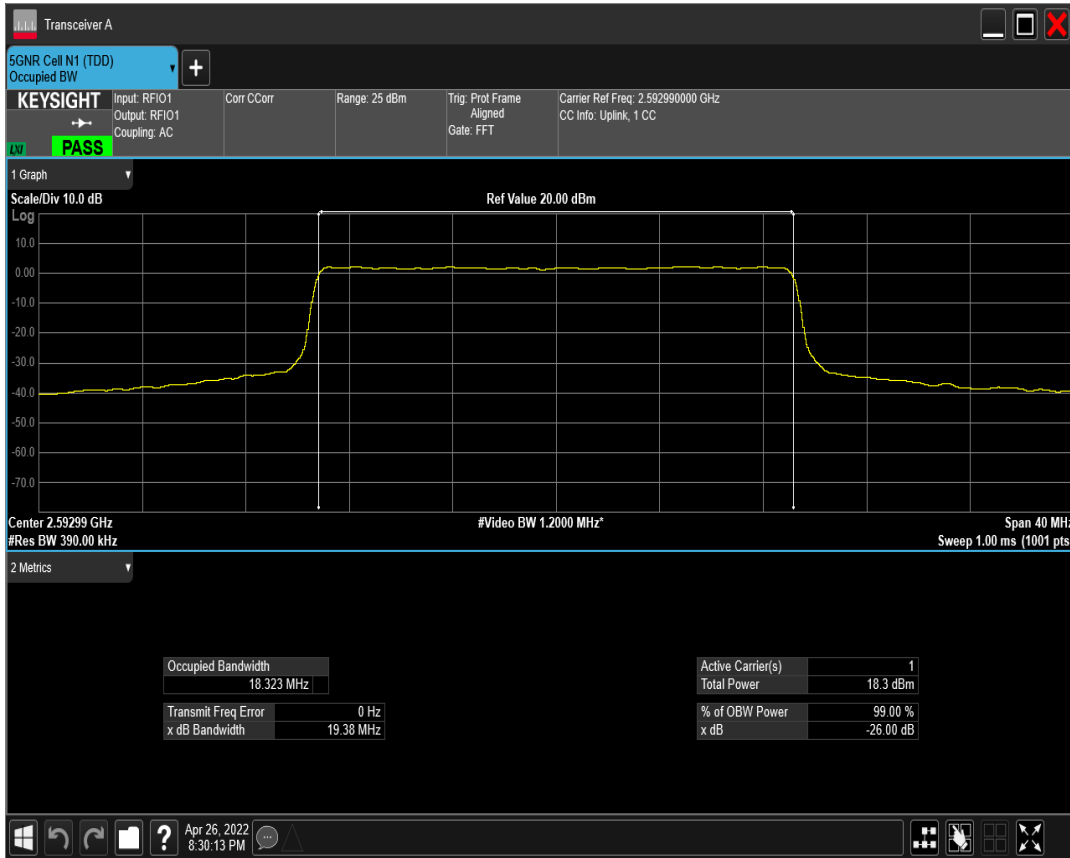 Transceiver A
5GNR Cell N1 (TDD)
Occupied BW
+
KEYSIGHT
LXI
PASS
Input: RFIO1
Output: RFIO1
Coupling: AC
Corr CCorr
Range: 25 dBm
Trig: Prot Frame
Aligned
Gate: FFT
Carrier Ref Freq: 2.592990000 GHz
CC Info: Uplink, 1 CC
1 Graph
Scale/Div 10.0 dB
Ref Value 20.00 dBm
Log
10.0
0.00
-10.0
-20.0
-30.0
-40.0
-50.0
-60.0
-70.0
Center 2.59299 GHz
#Video BW 1.2000 MHz*
Span 40 MHz
#Res BW 390.00 kHz
Sweep 1.00 ms (1001 pts
2 Metrics
Occupied Bandwidth
18.323 MHz
Transmit Freq Error 0 Hz
x dB Bandwidth 19.38 MHz
Active Carrier(s) 1
Total Power 18.3 dBm
% of OBW Power 99.00 %
x dB -26.00 dB
?
Apr 26, 2022
8:30:13 PM